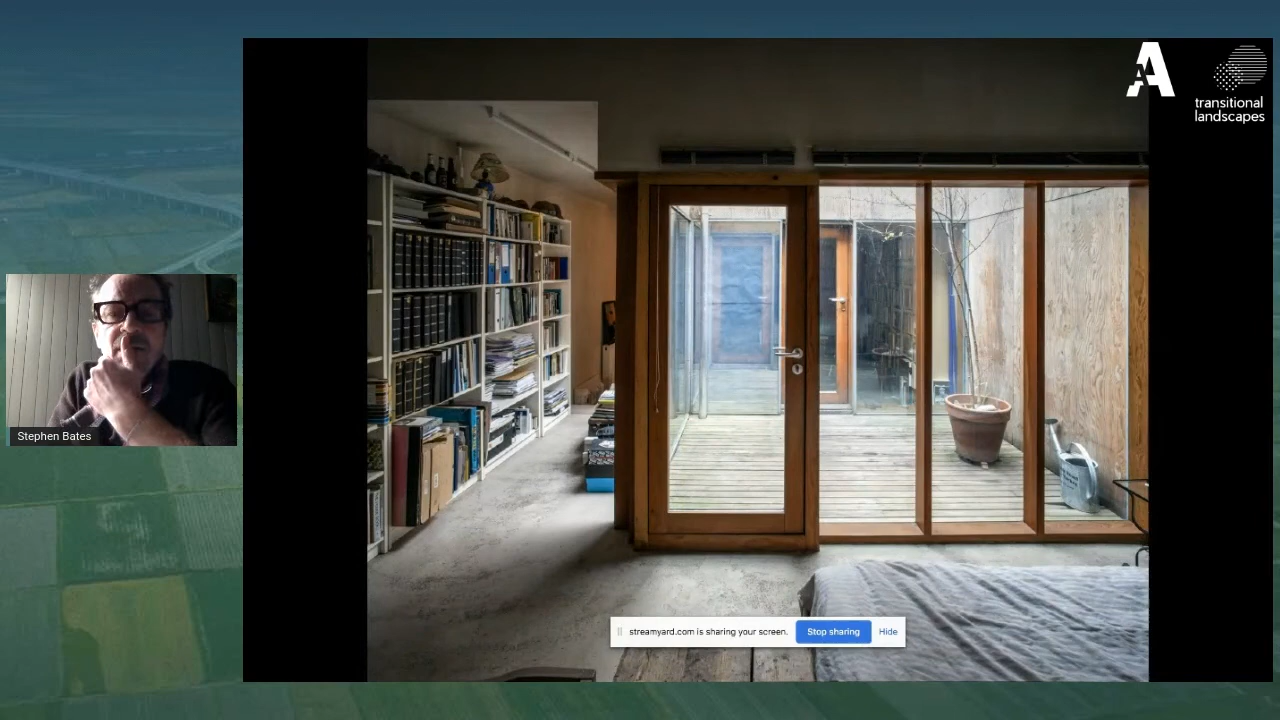 A
transitional
landscapes
Stephen Bates
streamyard.com is sharing your screen. Stop sharing Hide